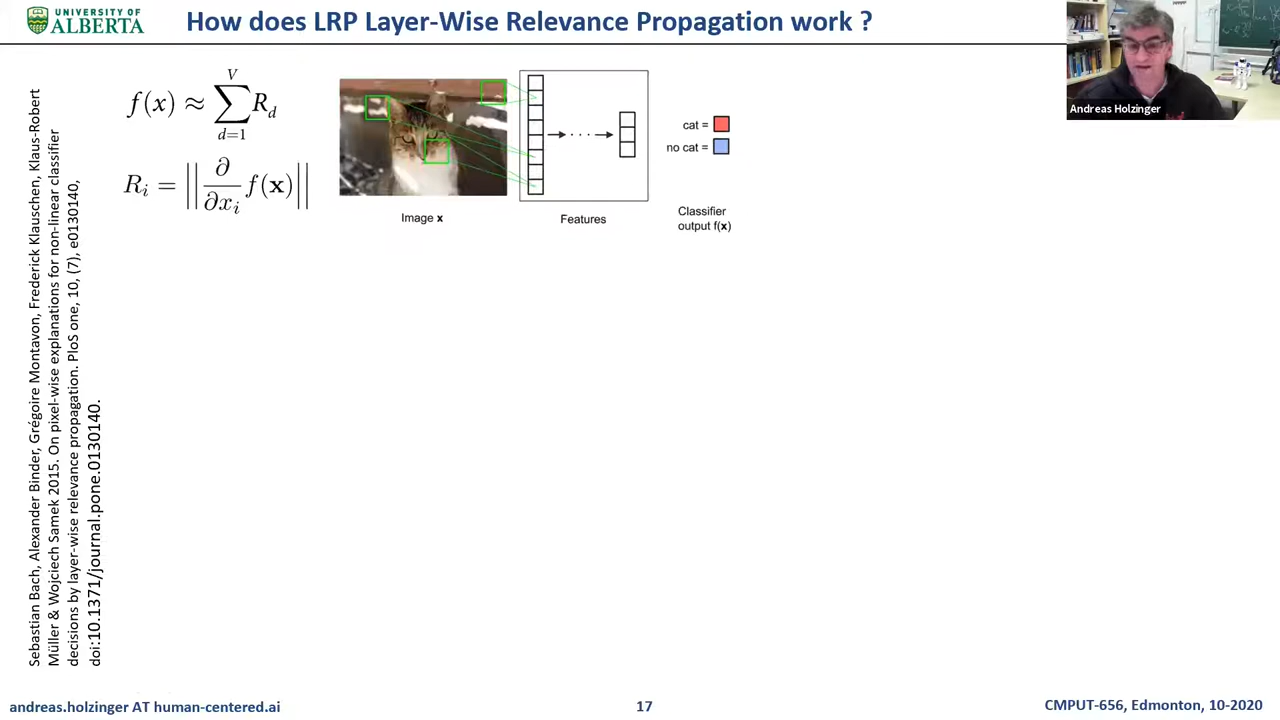 UNIVERSITY OF
ALBERTA
How does LRP Layer-Wise Relevance Propagation work ?
Andreas Holzinger
Sebastian Bach, Alexander Binder, Grégoire Montavon, Frederick Klauschen, Klaus-Robert
Müller & Wojciech Samek 2015. On pixel-wise explanations for non-linear classifier
decisions by layer-wise relevance propagation. PloS one, 10, (7), e0130140,
doi:10.1371/journal.pone.0130140.
f(x) ≈ ∑_{d=1}^{V} R_d
R_i = || ∂/∂x_i f(x) ||
Image x
Features
cat =
no cat =
Classifier
output f(x)
andreas.holzinger AT human-centered.ai
17
CMPUT-656, Edmonton, 10-2020